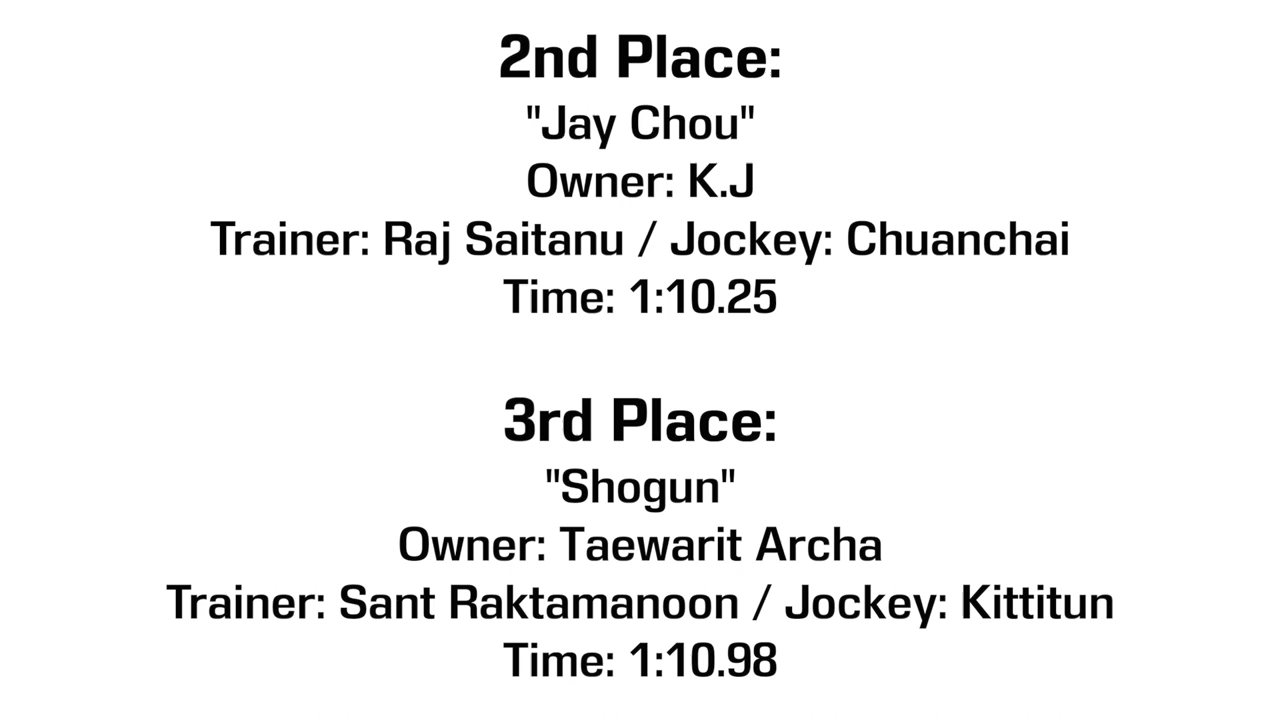 2nd Place:
"Jay Chou"
Owner: K.J
Trainer: Raj Saitanu / Jockey: Chuanchai
Time: 1:10.25
3rd Place:
"Shogun"
Owner: Taewarit Archa
Trainer: Sant Raktamanoon / Jockey: Kittitun
Time: 1:10.98